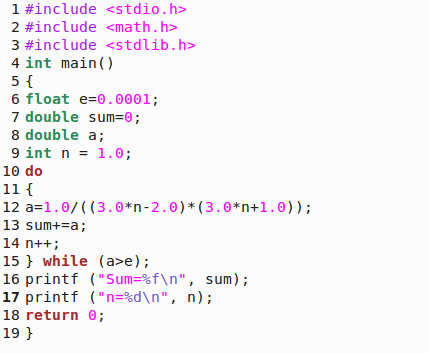 1 #include <stdio.h>
2 #include <math.h>
3 #include <stdlib.h>
4 int main()
5 {
6 float e=0.0001;
7 double sum=0;
8 double a;
9 int n = 1.0;
10 do
11 {
12 a=1.0/((3.0*n-2.0)*(3.0*n+1.0));
13 sum+=a;
14 n++;
15 } while (a>e);
16 printf ("Sum=%f\n", sum);
17 printf ("n=%d\n", n);
18 return 0;
19 }